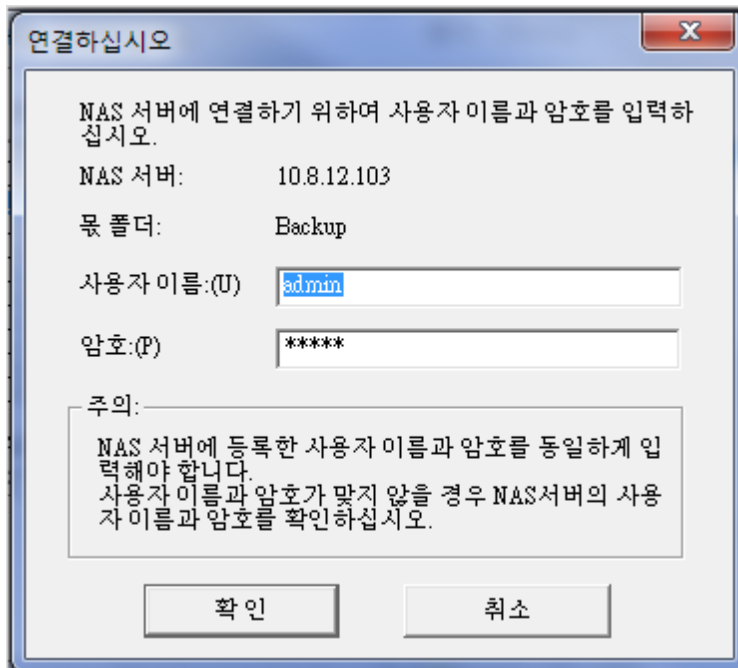 연결하십시오
NAS 서버에 연결하기 위하여 사용자 이름과 암호를 입력하
십시오.
NAS 서버: 10.8.12.103
몫 폴더: Backup
사용자 이름:(U) admin
암호:(P) *****
주의:
NAS 서버에 등록한 사용자 이름과 암호를 동일하게 입
력해야 합니다.
사용자 이름과 암호가 맞지 않을 경우 NAS서버의 사용
자 이름과 암호를 확인하십시오.
확인 취소